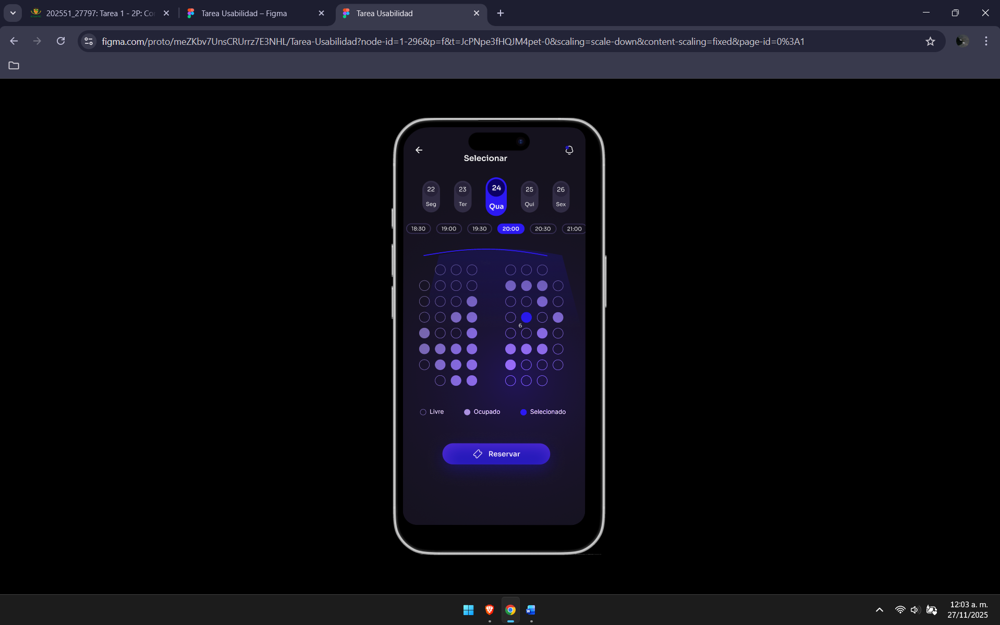 202551_27797: Tarea 1 - 2P: Co
Tarea Usabilidad – Figma
Tarea Usabilidad
figma.com/proto/meZKbv7UnsCRUrrz7E3NHL/Tarea-Usabilidad?node-id=1-296&p=f&t=JcPNpe3fHQJM4pet-0&scaling=scale-down&content-scaling=fixed&page-id=0%3A1
Selecionar
22 23 24 25 26
Seg Ter Qua Qui Sex
18:30 19:00 19:30 20:00 20:30 21:00
6
Livre Ocupado Selecionado
Reservar
12:03 a. m.
27/11/2025